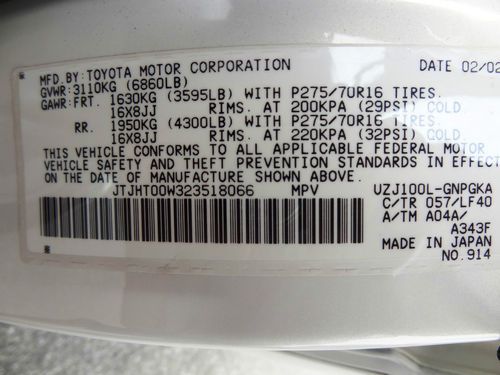 MFD. BY: TOYOTA MOTOR CORPORATION DATE 02/02
GVWR: 3110KG (6860LB)
GAWR: FRT. 1630KG (3595LB) WITH P275/70R16 TIRES.
16X8JJ RIMS. AT 200KPA (29PSI) COLD
RR. 1950KG (4300LB) WITH P275/70R16 TIRES.
16X8JJ RIMS. AT 220KPA (32PSI) COLD
THIS VEHICLE CONFORMS TO ALL APPLICABLE FEDERAL MOTOR
VEHICLE SAFETY AND THEFT PREVENTION STANDARDS IN EFFECT
ON THE DATE OF MANUFACTURE SHOWN ABOVE.
JTJHT00W323518066 MPV UZJ100L-GNPGKA
C/TR 057/LF40
A/TM A04A/
A343F
MADE IN JAPAN
NO.914